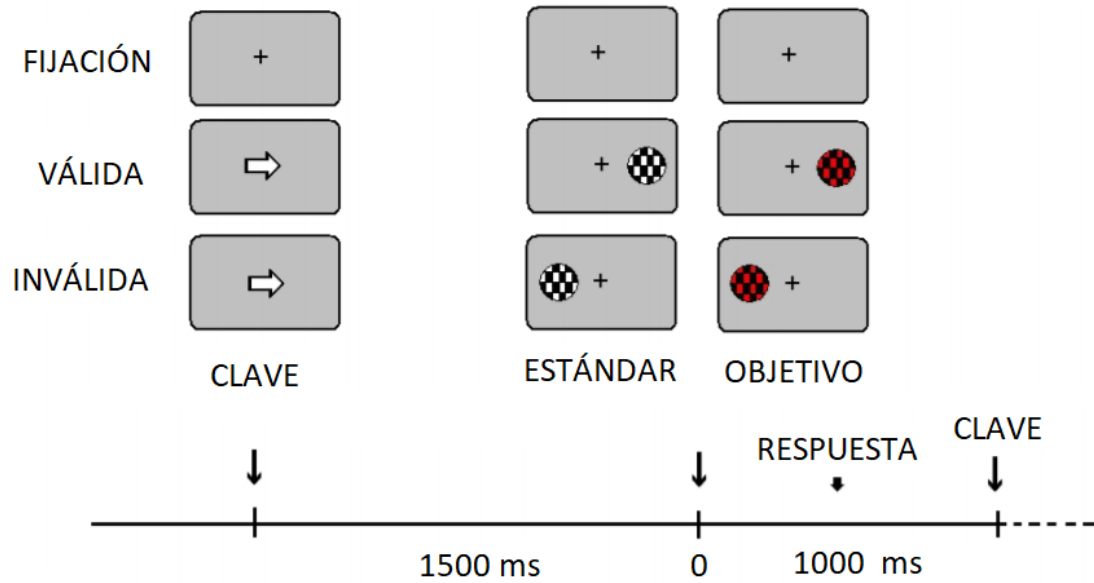 FIJACIÓN
VÁLIDA
INVÁLIDA
CLAVE
ESTÁNDAR
OBJETIVO
RESPUESTA
CLAVE
1500 ms
0
1000 ms